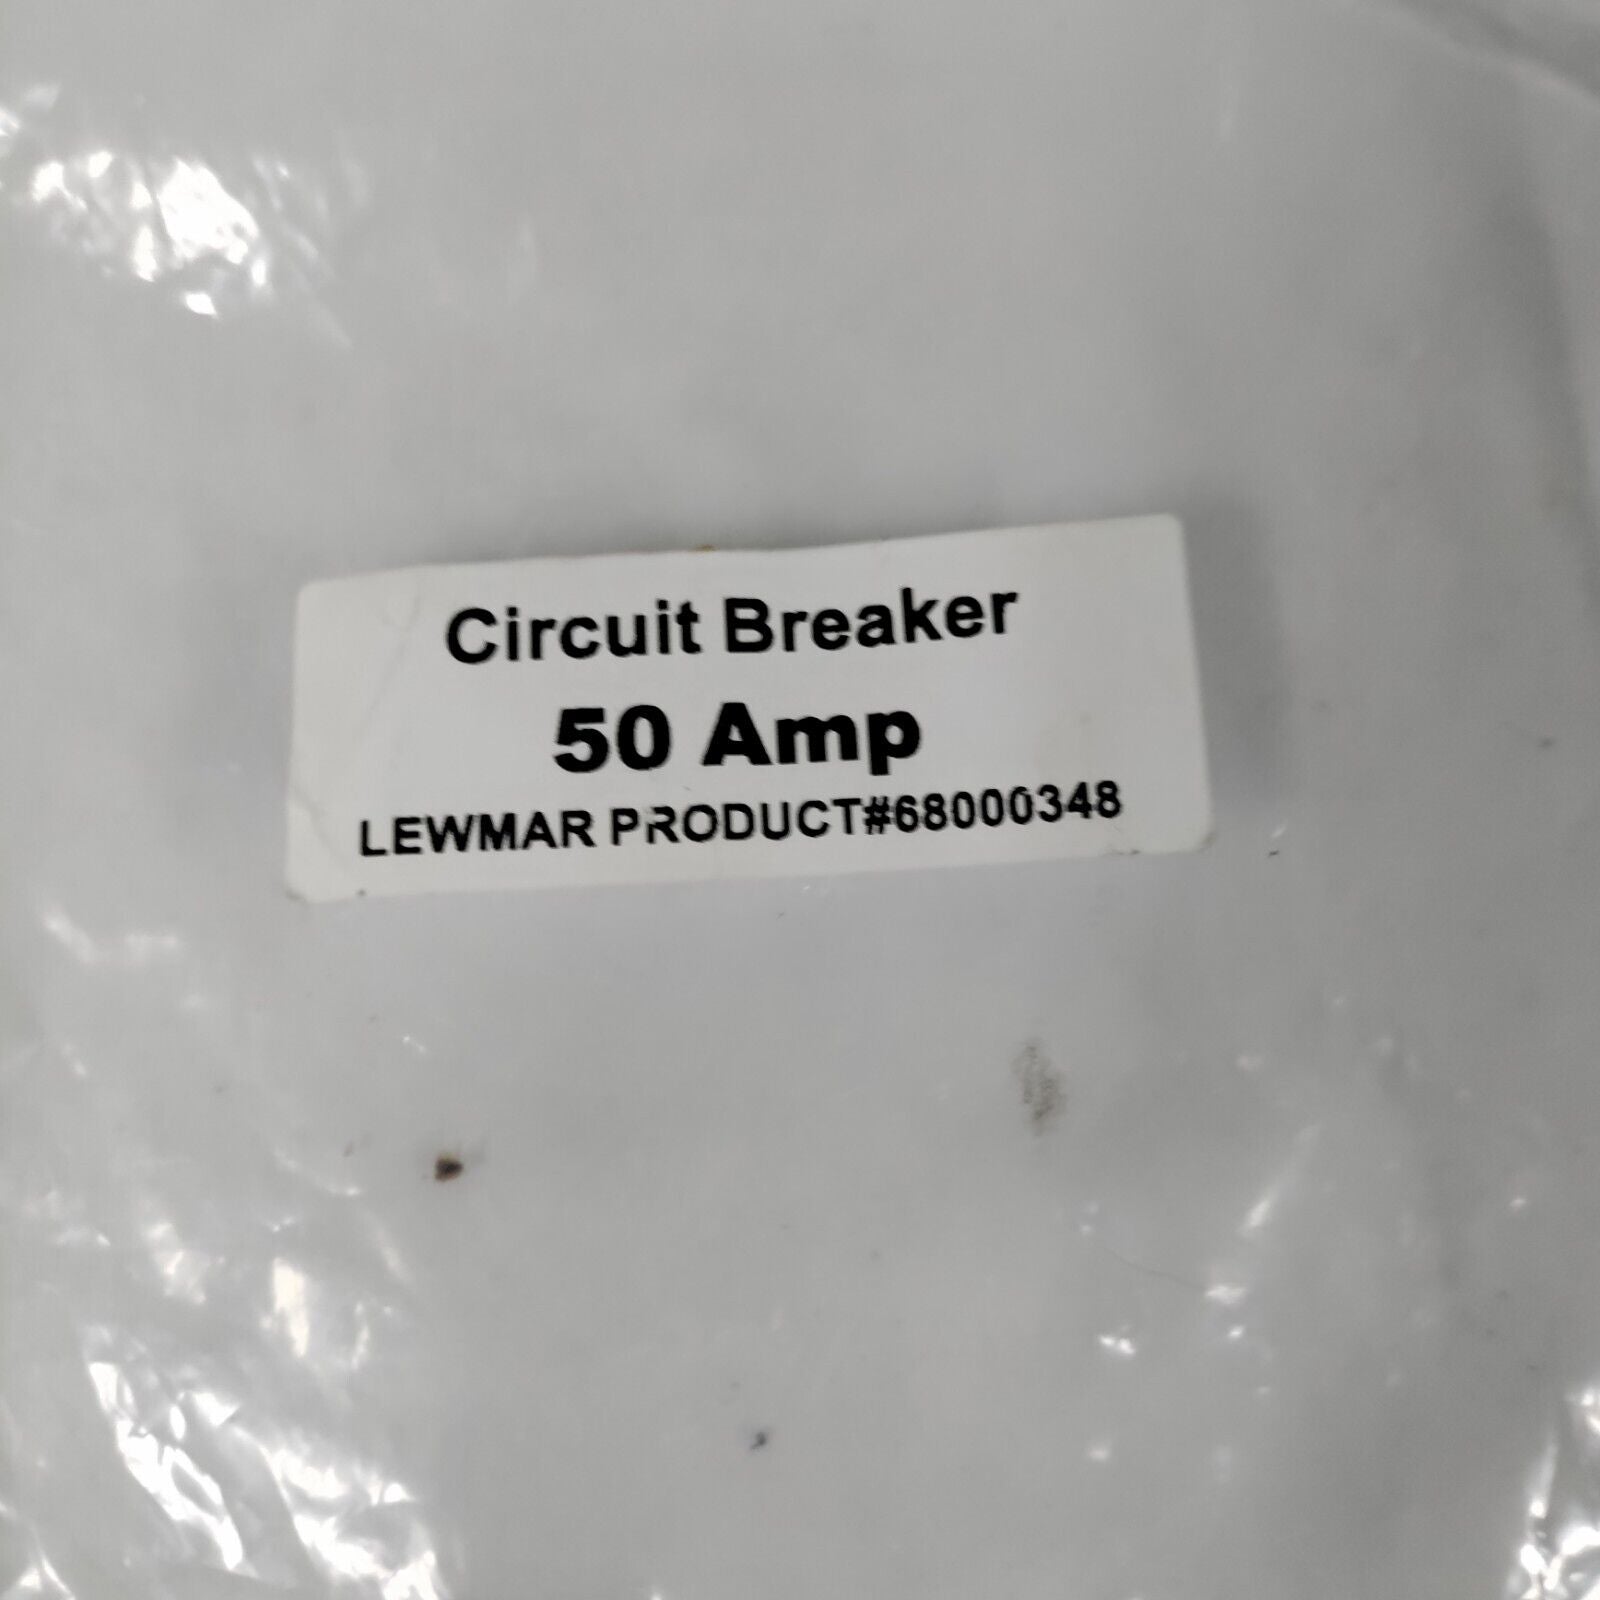 Circuit Breaker
50 Amp
LEWMAR PRODUCT#68000348